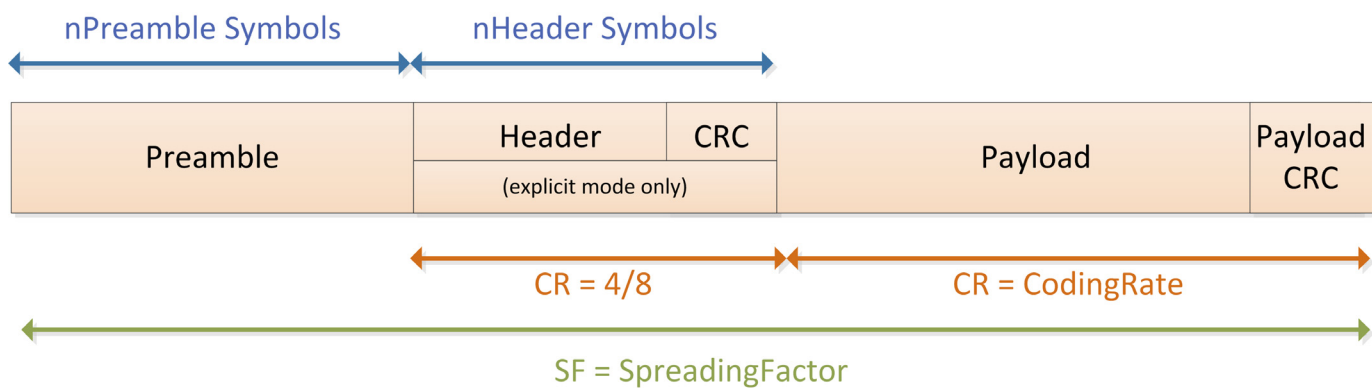 nPreamble Symbols
nHeader Symbols
Preamble
Header
CRC
(explicit mode only)
Payload
Payload
CRC
CR = 4/8
CR = CodingRate
SF = SpreadingFactor